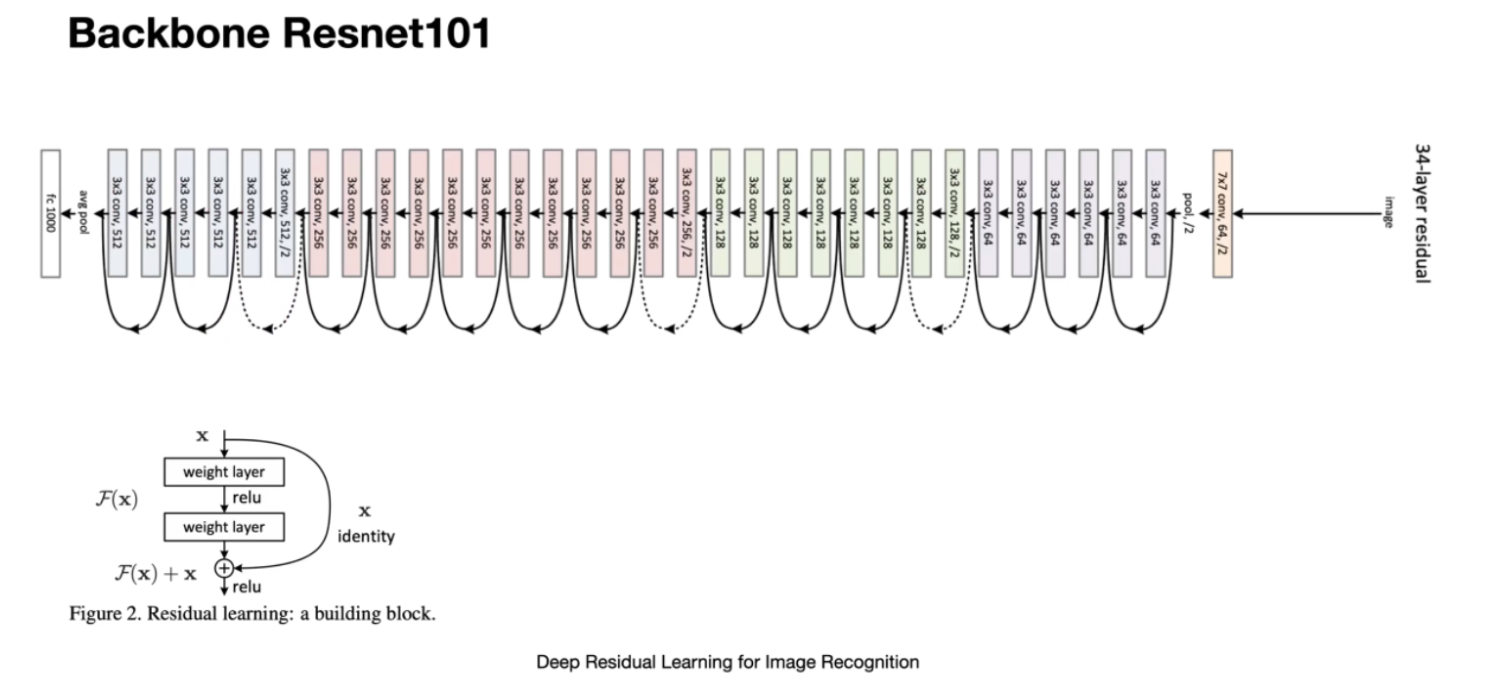 Backbone Resnet101
34-layer residual
image
7x7 conv, 64, /2
pool, /2
3x3 conv, 64
3x3 conv, 64
3x3 conv, 64
3x3 conv, 64
3x3 conv, 64
3x3 conv, 64
3x3 conv, 128, /2
3x3 conv, 128
3x3 conv, 128
3x3 conv, 128
3x3 conv, 128
3x3 conv, 128
3x3 conv, 128
3x3 conv, 128
3x3 conv, 256, /2
3x3 conv, 256
3x3 conv, 256
3x3 conv, 256
3x3 conv, 256
3x3 conv, 256
3x3 conv, 256
3x3 conv, 256
3x3 conv, 256
3x3 conv, 256
3x3 conv, 256
3x3 conv, 256
3x3 conv, 512, /2
3x3 conv, 512
3x3 conv, 512
3x3 conv, 512
3x3 conv, 512
3x3 conv, 512
avg pool
fc 1000
x
weight layer
F(x)
relu
weight layer
x
identity
F(x) + x
relu
Figure 2. Residual learning: a building block.
Deep Residual Learning for Image Recognition